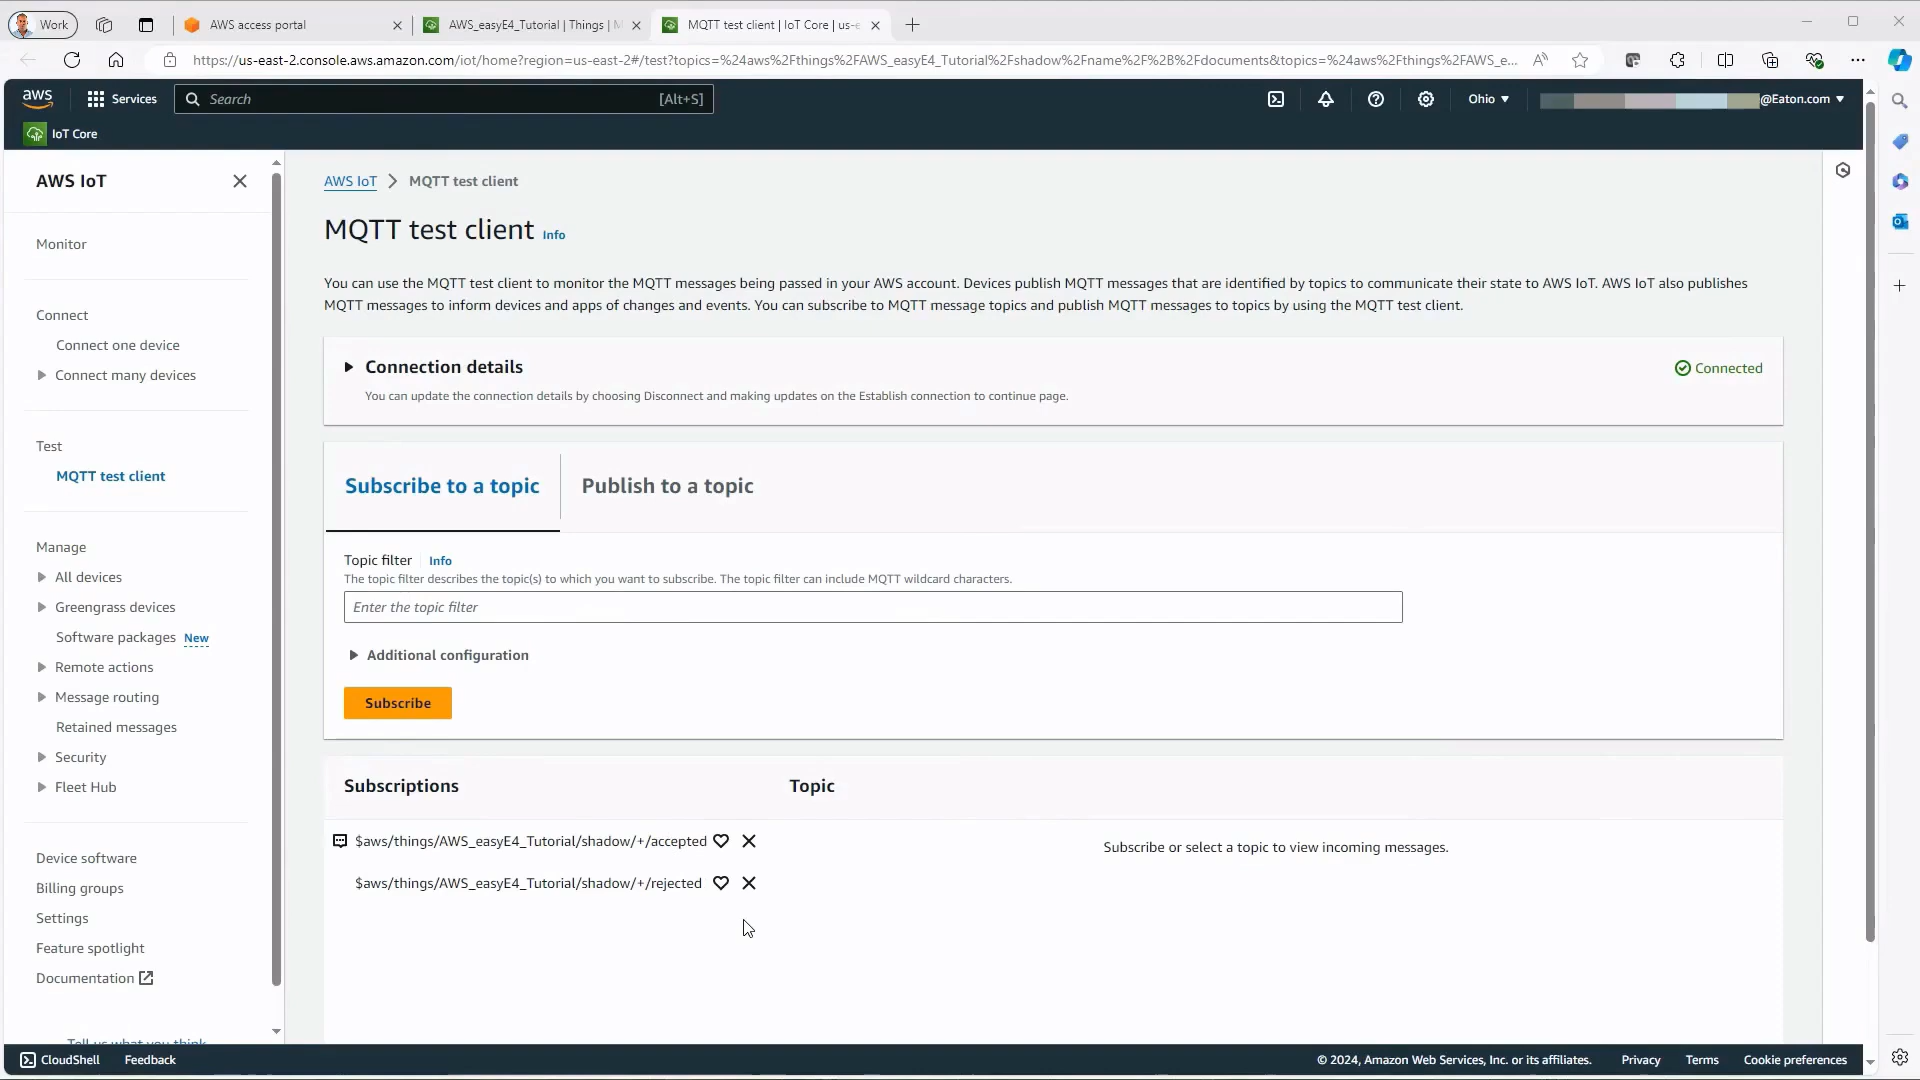 Work
AWS access portal
AWS_easyE4_Tutorial | Things | M
MQTT test client | IoT Core | us-e
https://us-east-2.console.aws.amazon.com/iot/home?region=us-east-2#/test?topics=%24aws%2Fthings%2FAWS_easyE4_Tutorial%2Fshadow%2Fname%2F%2B%2Fdocuments&topics=%24aws%2Fthings%2FAWS_e...
aws
Services
Search
[Alt+S]
Ohio
@Eaton.com
IoT Core
AWS IoT
Monitor
Connect
Connect one device
Connect many devices
Test
MQTT test client
Manage
All devices
Greengrass devices
Software packages New
Remote actions
Message routing
Retained messages
Security
Fleet Hub
Device software
Billing groups
Settings
Feature spotlight
Documentation
Tell us what you think
AWS IoT > MQTT test client
MQTT test client Info
You can use the MQTT test client to monitor the MQTT messages being passed in your AWS account. Devices publish MQTT messages that are identified by topics to communicate their state to AWS IoT. AWS IoT also publishes
MQTT messages to inform devices and apps of changes and events. You can subscribe to MQTT message topics and publish MQTT messages to topics by using the MQTT test client.
Connection details
Connected
You can update the connection details by choosing Disconnect and making updates on the Establish connection to continue page.
Subscribe to a topic
Publish to a topic
Topic filter Info
The topic filter describes the topic(s) to which you want to subscribe. The topic filter can include MQTT wildcard characters.
Enter the topic filter
Additional configuration
Subscribe
Subscriptions
Topic
$aws/things/AWS_easyE4_Tutorial/shadow/+/accepted
$aws/things/AWS_easyE4_Tutorial/shadow/+/rejected
Subscribe or select a topic to view incoming messages.
CloudShell
Feedback
© 2024, Amazon Web Services, Inc. or its affiliates.
Privacy
Terms
Cookie preferences